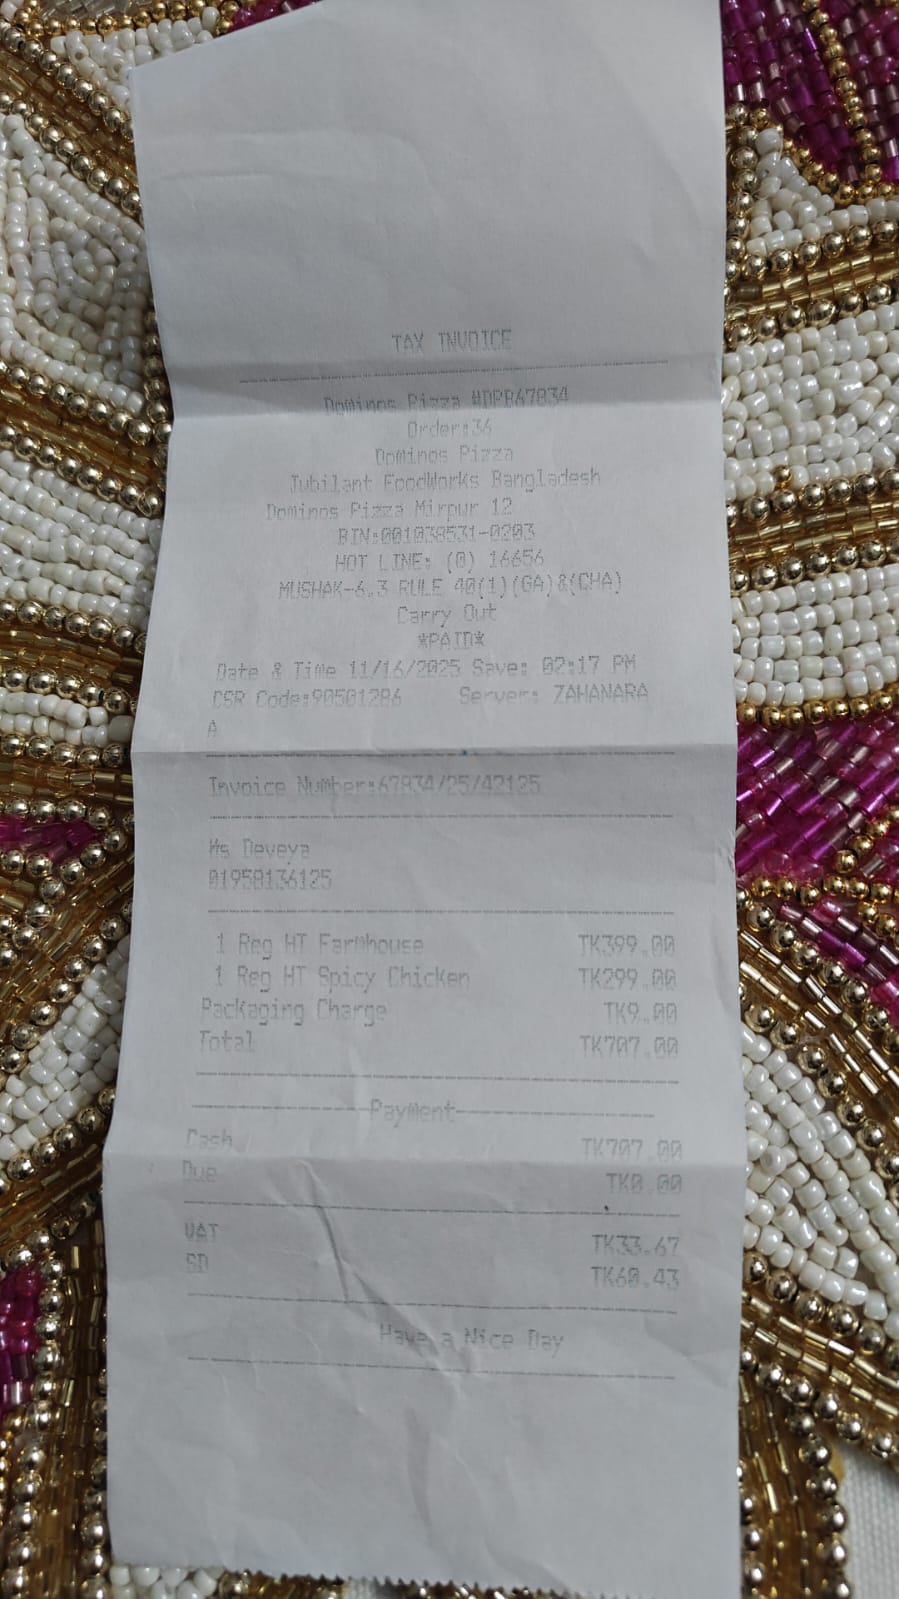 TAX INVOICE
Dominos Pizza #DPB67834
Order:36
Dominos Pizza
Jubilant FoodWorks Bangladesh
Dominos Pizza Mirpur 12
BIN:001038531-0203
HOT LINE: (0) 16656
MUSHAK-6.3 RULE 40(1)(GA)&(CHA)
Carry Out
*PAID*
Date & Time 11/16/2025 Save: 02:17 PM
CSR Code:90501286 Server: ZAHANARA
A
Invoice Number:67834/25/42125
Ms Deveya
01958136125
1 Reg HT Farmhouse TK399.00
1 Reg HT Spicy Chicken TK299.00
Packaging Charge TK9.00
Total TK707.00
Payment
Cash TK707.00
Due TK0.00
VAT TK33.67
SD TK60.43
Have a Nice Day